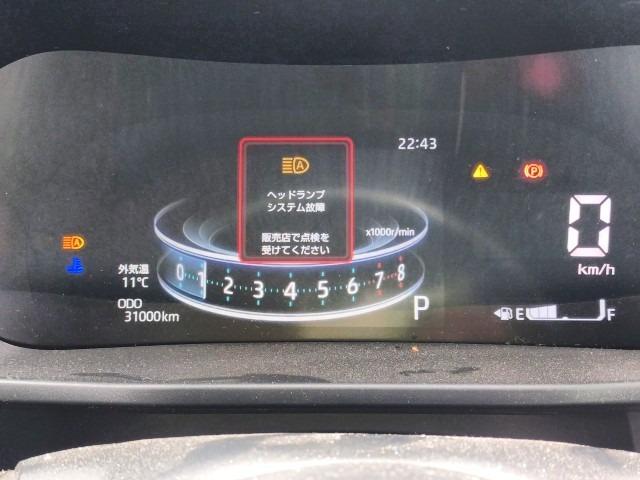 22:43
A
ヘッドランプ
システム故障
販売店で点検を
受けてください
x1000r/min
P
0
km/h
A
外気温
11℃
0 1 2 3 4 5 6 7 8
ODO
31000km
P
E F